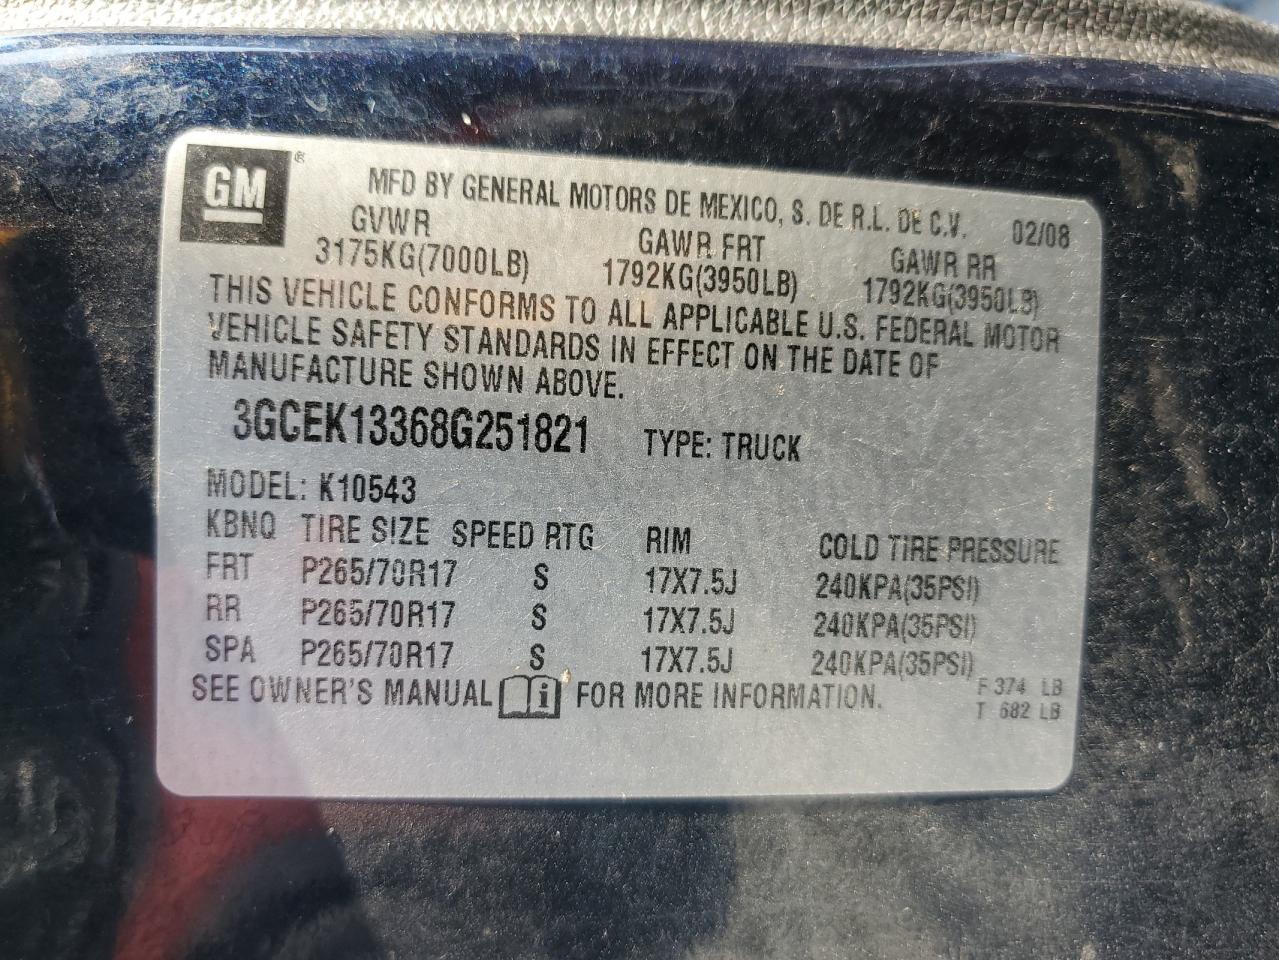 GM ®
MFD BY GENERAL MOTORS DE MEXICO, S. DE R.L. DE C.V. 02/08
GVWR GAWR FRT GAWR RR
3175KG(7000LB) 1792KG(3950LB) 1792KG(3950LB)
THIS VEHICLE CONFORMS TO ALL APPLICABLE U.S. FEDERAL MOTOR
VEHICLE SAFETY STANDARDS IN EFFECT ON THE DATE OF
MANUFACTURE SHOWN ABOVE.
3GCEK13368G251821 TYPE: TRUCK
MODEL: K10543
KBNQ TIRE SIZE SPEED RTG RIM COLD TIRE PRESSURE
FRT P265/70R17 S 17X7.5J 240KPA(35PSI)
RR P265/70R17 S 17X7.5J 240KPA(35PSI)
SPA P265/70R17 S 17X7.5J 240KPA(35PSI)
SEE OWNER'S MANUAL i FOR MORE INFORMATION. F 374 LB
T 682 LB